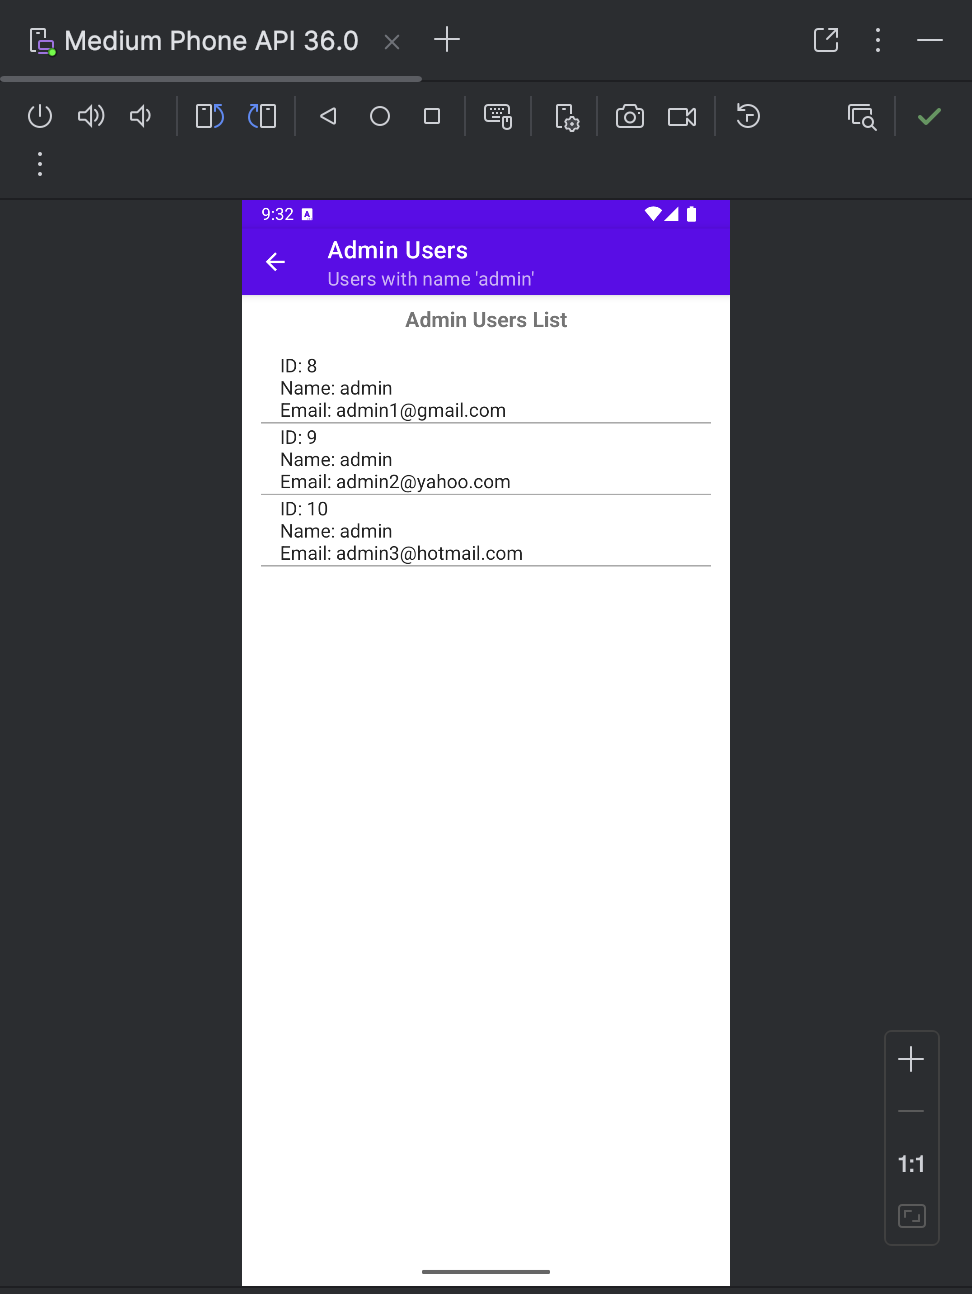 Medium Phone API 36.0
9:32
Admin Users
Users with name 'admin'
Admin Users List
ID: 8
Name: admin
Email: admin1@gmail.com
ID: 9
Name: admin
Email: admin2@yahoo.com
ID: 10
Name: admin
Email: admin3@hotmail.com
1:1